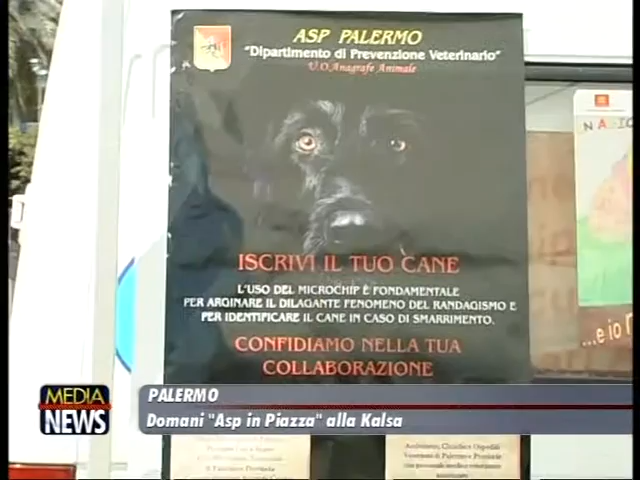 ASP PALERMO
"Dipartimento di Prevenzione Veterinario"
U.O. Anagrafe Animale
ISCRIVI IL TUO CANE
L'USO DEL MICROCHIP È FONDAMENTALE
PER ARGINARE IL DILAGANTE FENOMENO DEL RANDAGISMO E
PER IDENTIFICARE IL CANE IN CASO DI SMARRIMENTO.
CONFIDIAMO NELLA TUA
COLLABORAZIONE
...e io
MEDIA
NEWS
PALERMO
Domani "Asp in Piazza" alla Kalsa